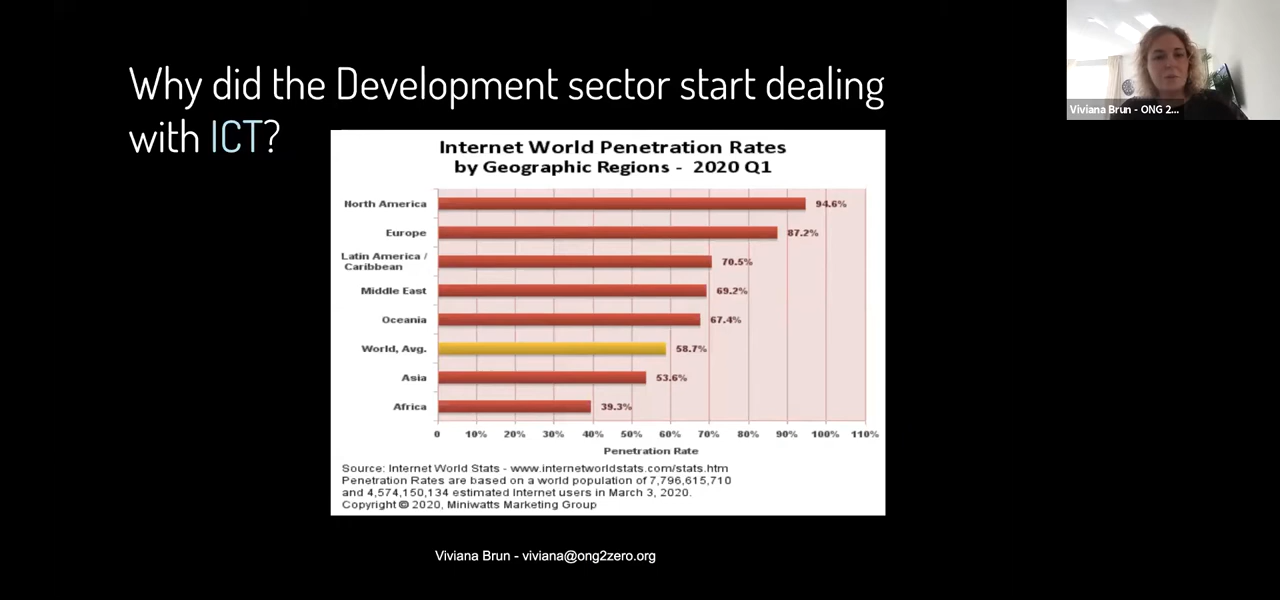 Why did the Development sector start dealing
with ICT?
Viviana Brun - ONG 2...
Internet World Penetration Rates
by Geographic Regions - 2020 Q1
North America 94.6%
Europe 87.2%
Latin America /
Caribbean 70.5%
Middle East 69.2%
Oceania 67.4%
World, Avg. 58.7%
Asia 53.6%
Africa 39.3%
0 10% 20% 30% 40% 50% 60% 70% 80% 90% 100% 110%
Penetration Rate
Source: Internet World Stats - www.internetworldstats.com/stats.htm
Penetration Rates are based on a world population of 7,796,615,710
and 4,574,150,134 estimated Internet users in March 3, 2020.
Copyright © 2020, Miniwatts Marketing Group
Viviana Brun - viviana@ong2zero.org